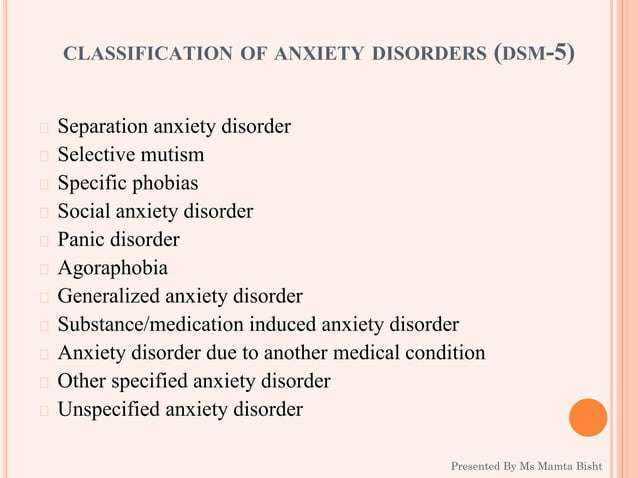 CLASSIFICATION OF ANXIETY DISORDERS (DSM-5)
Separation anxiety disorder
Selective mutism
Specific phobias
Social anxiety disorder
Panic disorder
Agoraphobia
Generalized anxiety disorder
Substance/medication induced anxiety disorder
Anxiety disorder due to another medical condition
Other specified anxiety disorder
Unspecified anxiety disorder
Presented By Ms Mamta Bisht